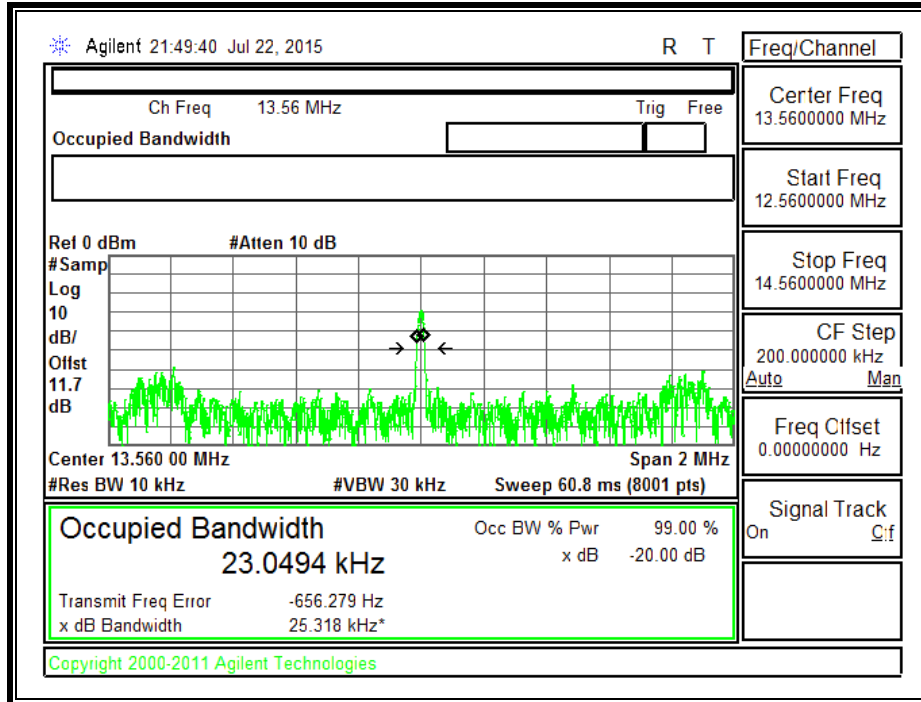 Agilent 21:49:40 Jul 22, 2015 R T
Ch Freq 13.56 MHz Trig Free
Occupied Bandwidth
Ref 0 dBm #Atten 10 dB
#Samp
Log
10
dB/
Offst
11.7
dB
Center 13.560 00 MHz Span 2 MHz
#Res BW 10 kHz #VBW 30 kHz Sweep 60.8 ms (8001 pts)
Occupied Bandwidth
23.0494 kHz
Occ BW % Pwr 99.00 %
x dB -20.00 dB
Transmit Freq Error -656.279 Hz
x dB Bandwidth 25.318 kHz*
Copyright 2000-2011 Agilent Technologies
Freq/Channel
Center Freq
13.5600000 MHz
Start Freq
12.5600000 MHz
Stop Freq
14.5600000 MHz
CF Step
200.000000 kHz
Auto Man
Freq Offset
0.00000000 Hz
Signal Track
On Off